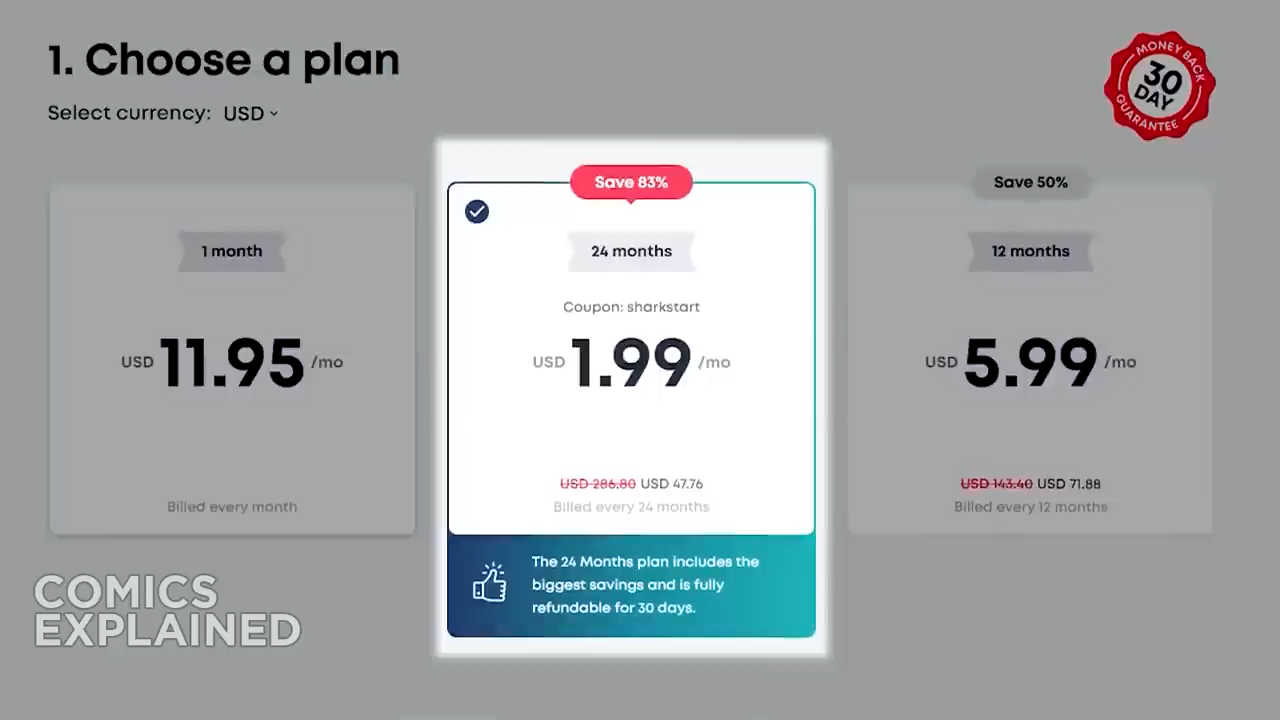 1. Choose a plan
Select currency: USD
MONEY BACK
30
DAY
GUARANTEE
1 month
USD 11.95 /mo
Billed every month
Save 83%
24 months
Coupon: sharkstart
USD 1.99 /mo
USD 286.80 USD 47.76
Billed every 24 months
The 24 Months plan includes the
biggest savings and is fully
refundable for 30 days.
Save 50%
12 months
USD 5.99 /mo
USD 143.40 USD 71.88
Billed every 12 months
COMICS
EXPLAINED